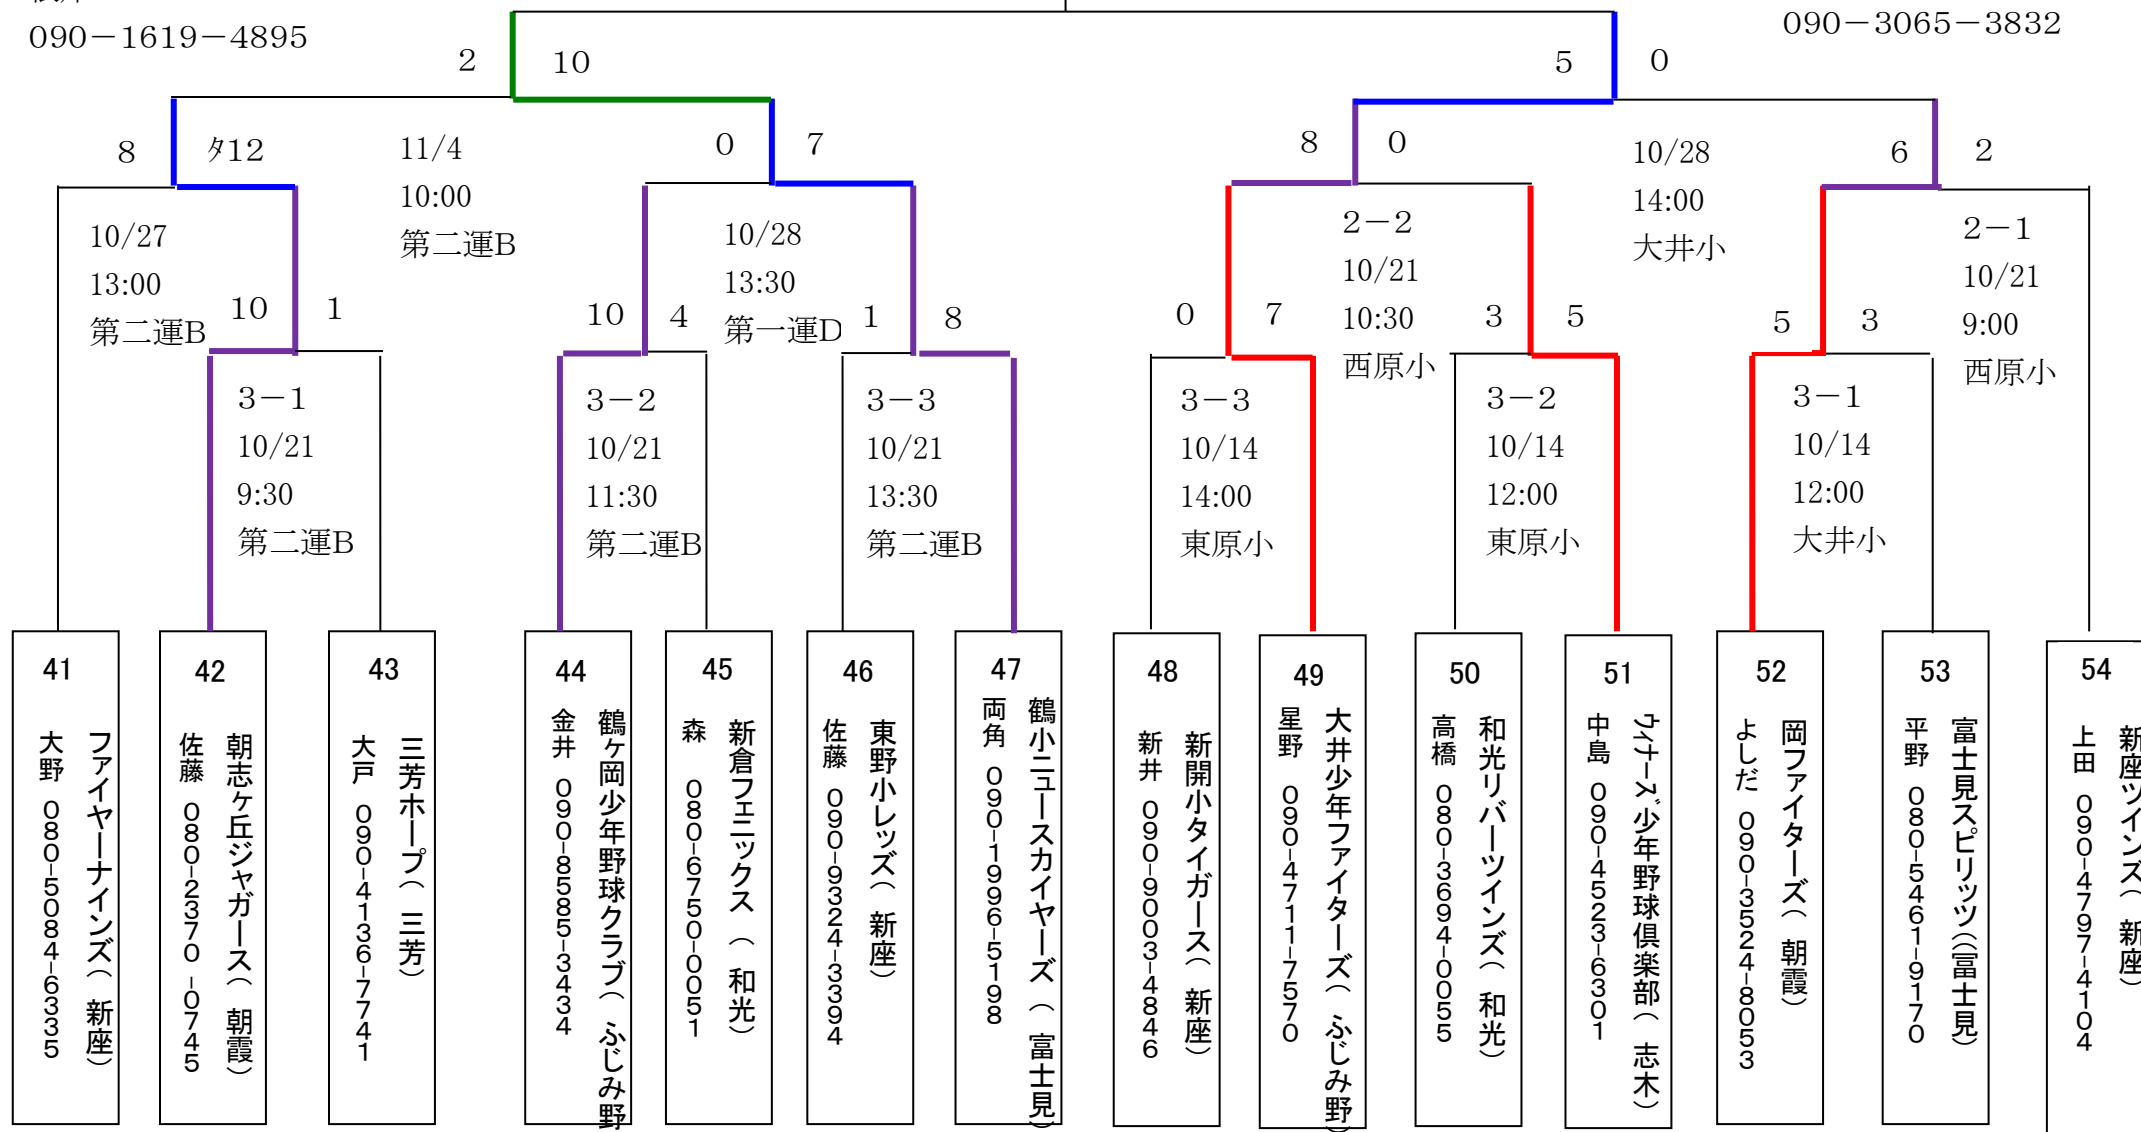 090－1619－4895
090－3065－3832
2
10
5
0
8
ﾀ12
11/4
10:00
第二運B
0
7
8
0
10/28
14:00
大井小
6
2
10/27
13:00
第二運B
10/28
13:30
第一運D
2－2
10/21
10:30
西原小
2－1
10/21
9:00
西原小
10
1
10
4
1
8
0
7
3
5
5
3
3－1
10/21
9:30
第二運B
3－2
10/21
11:30
第二運B
3－3
10/21
13:30
第二運B
3－3
10/14
14:00
東原小
3－2
10/14
12:00
東原小
3－1
10/14
12:00
大井小
41
ファイヤーナインズ（ 新座）
大野 080-5084-6335
42
朝志ヶ丘ジャガース（ 朝霞）
佐藤 080-2370 -0745
43
三芳ホープ（ 三芳）
大戸 090-4136-7741
44
鶴ヶ岡少年野球クラブ（ ふじみ野
金井 090-8585-3434
45
新倉フェニックス （ 和光）
森 080-6750-0051
46
東野小レッズ（ 新座）
佐藤 090-9324-3394
47
鶴小ニュースカイヤーズ （ 富士見）
両角 090-1996-5198
48
新開小タイガース（ 新座）
新井 090-9003-4846
49
大井少年ファイターズ（ ふじみ野）
星野 090-4711-7570
50
和光リバーツインズ（ 和光）
高橋 080-3694-0055
51
ｳｨﾅｰｽﾞ少年野球倶楽部（ 志木）
中島 090-4523-6301
52
岡ファイターズ（ 朝霞）
よしだ 090-3524-8053
53
富士見スピリッツ（（富士見）
平野 080-5461-9170
54
新座ツインズ（ 新座）
上田 090-4797-4104